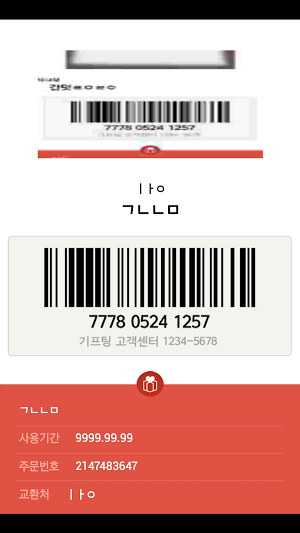 7778 0524 1257
ㅣㅏㅇ
ㄱㄴㄴㅁ
7778 0524 1257
기프팅 고객센터 1234-5678
ㄱㄴㄴㅁ
사용기간 9999.99.99
주문번호 2147483647
교환처 ㅣㅏㅇ